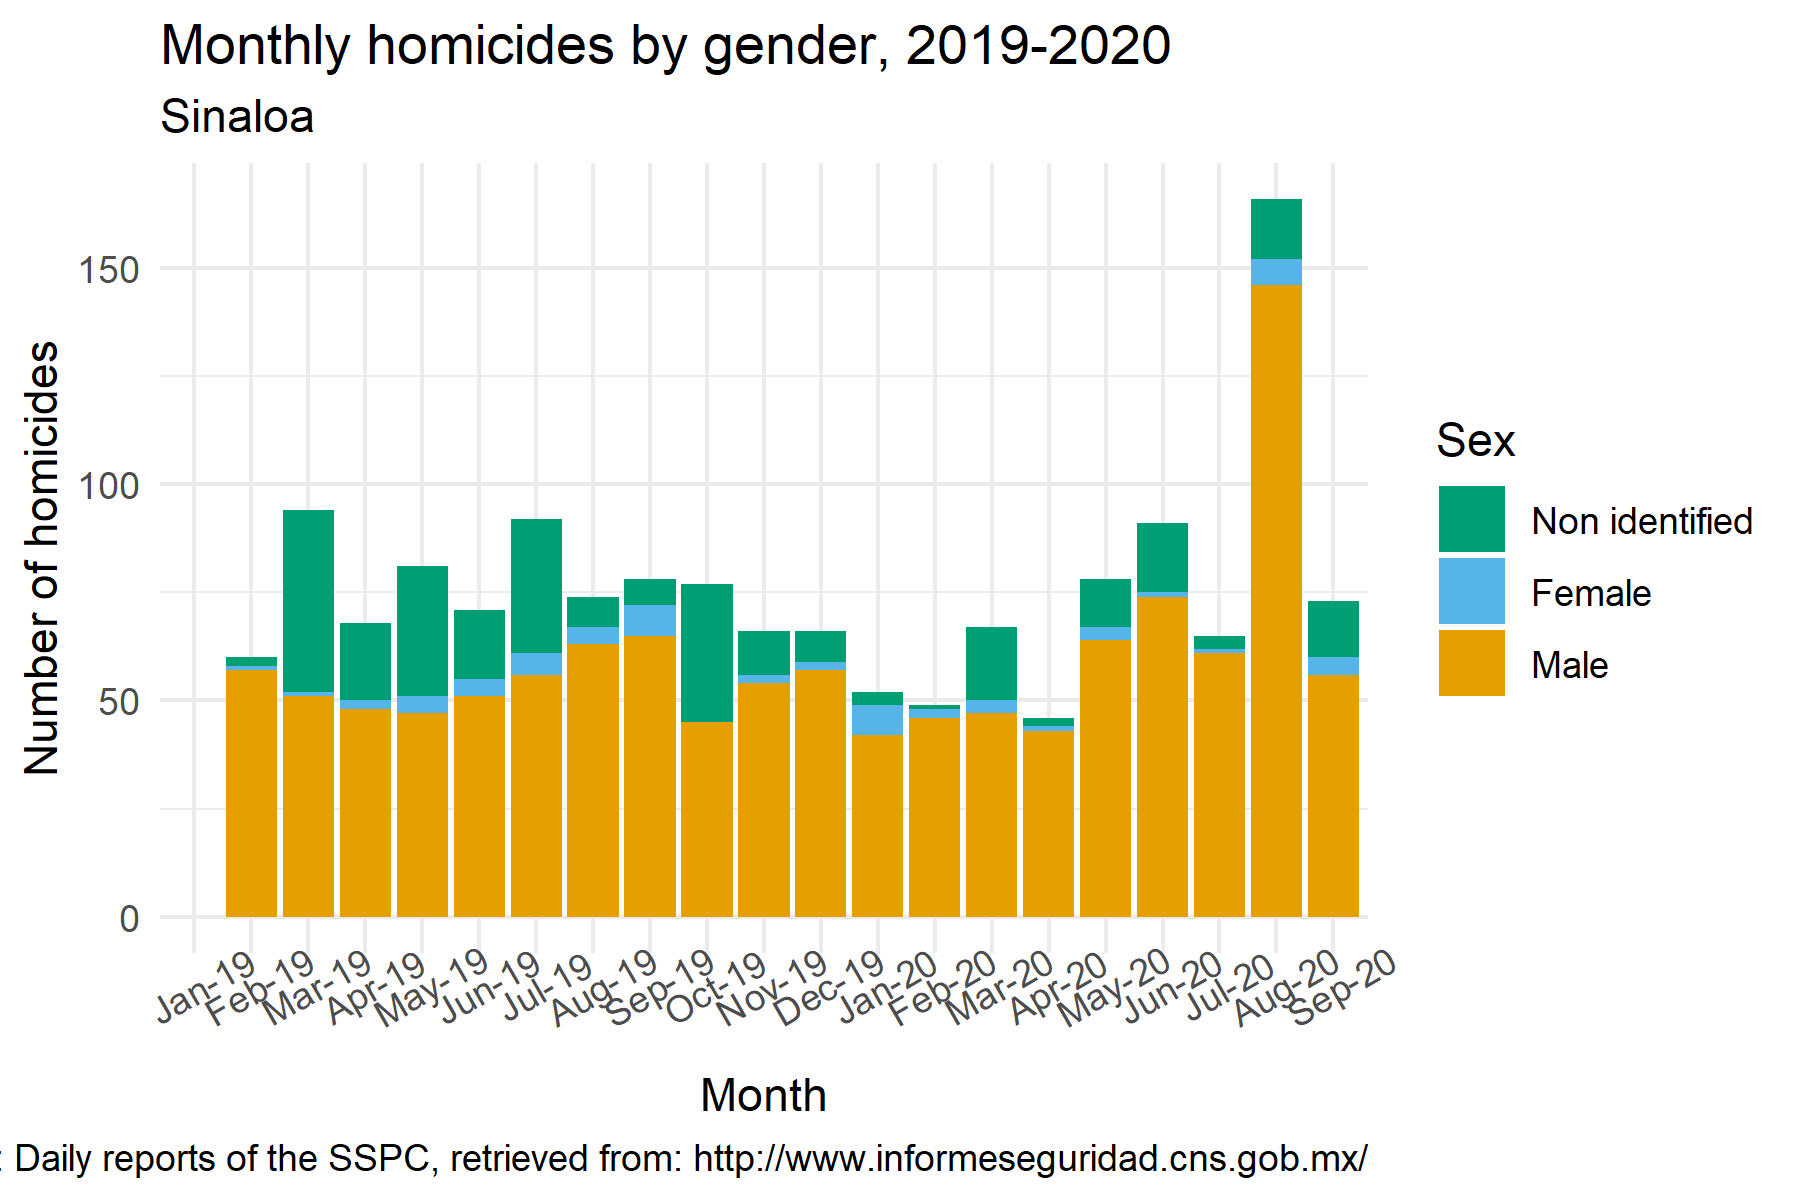 Monthly homicides by gender, 2019-2020
Sinaloa
Number of homicides
150
100
50
0
Jan-19
Feb-19
Mar-19
Apr-19
May-19
Jun-19
Jul-19
Aug-19
Sep-19
Oct-19
Nov-19
Dec-19
Jan-20
Feb-20
Mar-20
Apr-20
May-20
Jun-20
Jul-20
Aug-20
Sep-20
Month
Sex
Non identified
Female
Male
: Daily reports of the SSPC, retrieved from: http://www.informeseguridad.cns.gob.mx/